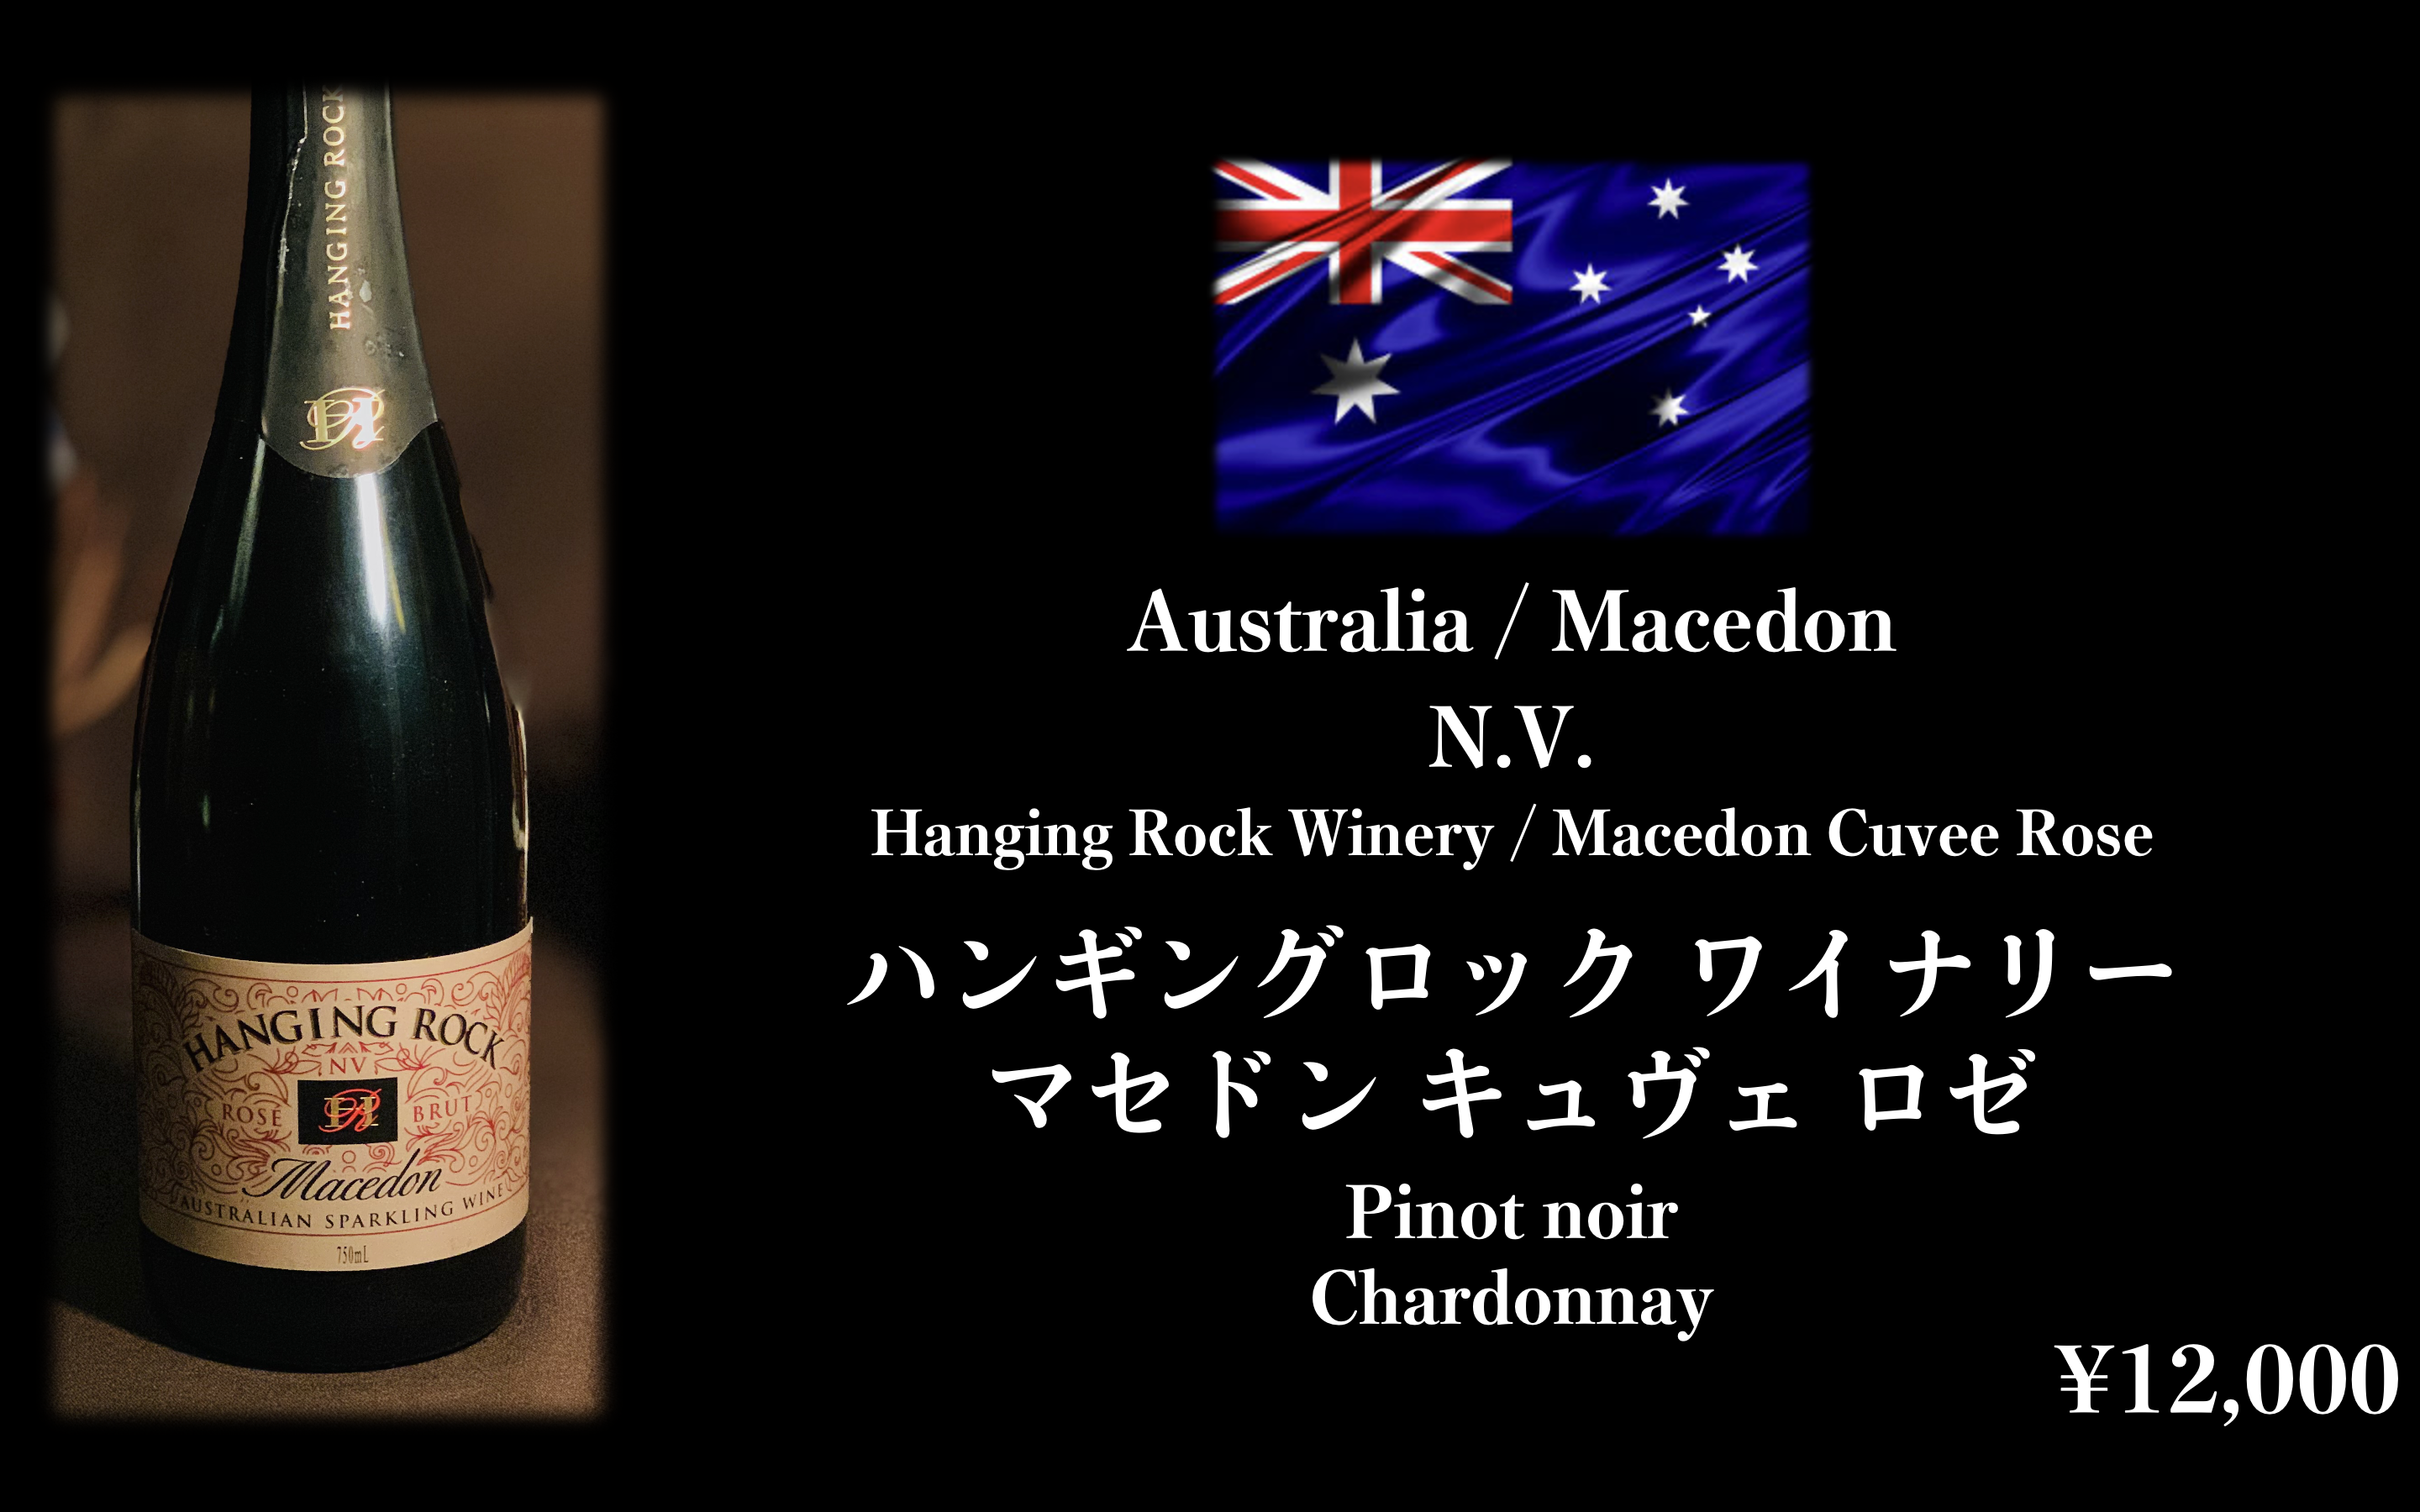 HANGING ROCK
HR
HANGING ROCK
NV
ROSÉ HR BRUT
Macedon
AUSTRALIAN SPARKLING WINE
750mL
Australia / Macedon
N.V.
Hanging Rock Winery / Macedon Cuvee Rose
ハンギングロック ワイナリー
マセドン キュヴェ ロゼ
Pinot noir
Chardonnay
¥12,000